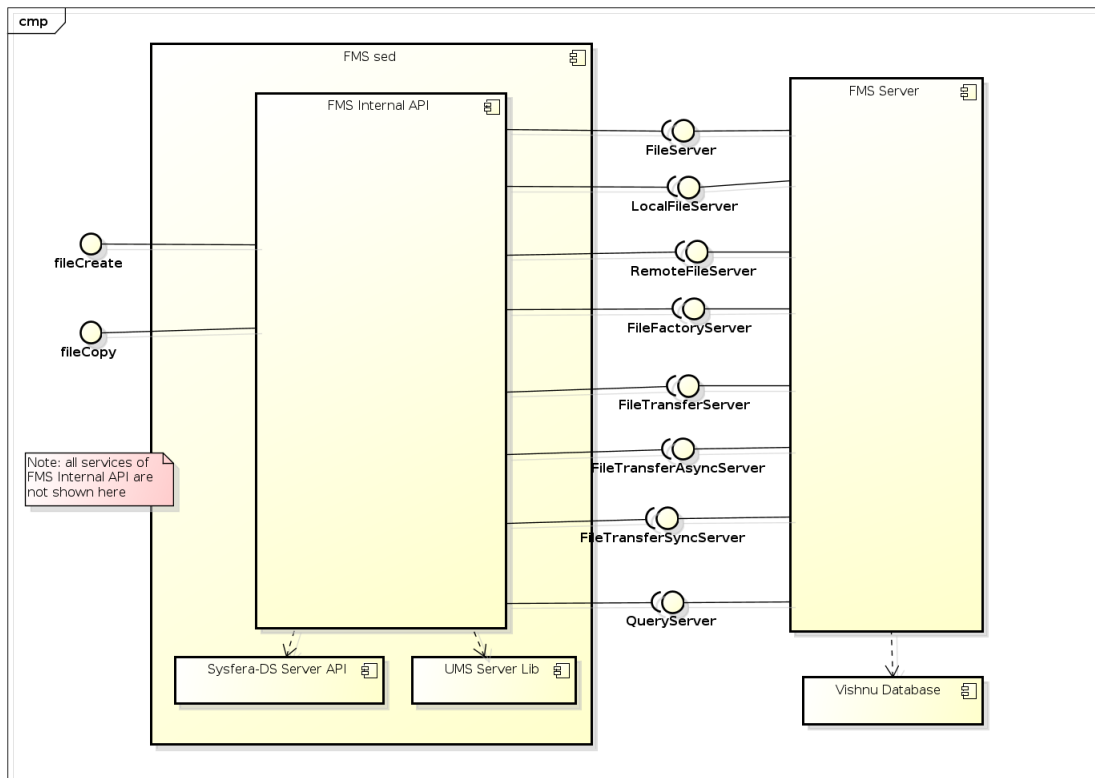 cmp
FMS sed
FMS Internal API
FMS Server
FileServer
LocalFileServer
fileCreate
RemoteFileServer
FileFactoryServer
fileCopy
FileTransferServer
Note: all services of
FMS Internal API are
not shown here
FileTransferAsyncServer
FileTransferSyncServer
QueryServer
Sysfera-DS Server API
UMS Server Lib
Vishnu Database